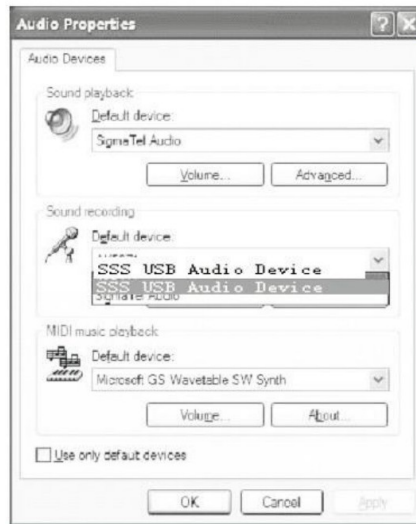 Audio Properties
Audio Devices
Sound playback
Default device:
SigmaTel Audio
Volume...
Advanced...
Sound recording
Default device:
SSS USB Audio Device
SSS USB Audio Device
SigmaTel Audio
MIDI music playback
Default device:
Microsoft GS Wavetable SW Synth
Volume...
About...
Use only default devices
OK
Cancel
Apply